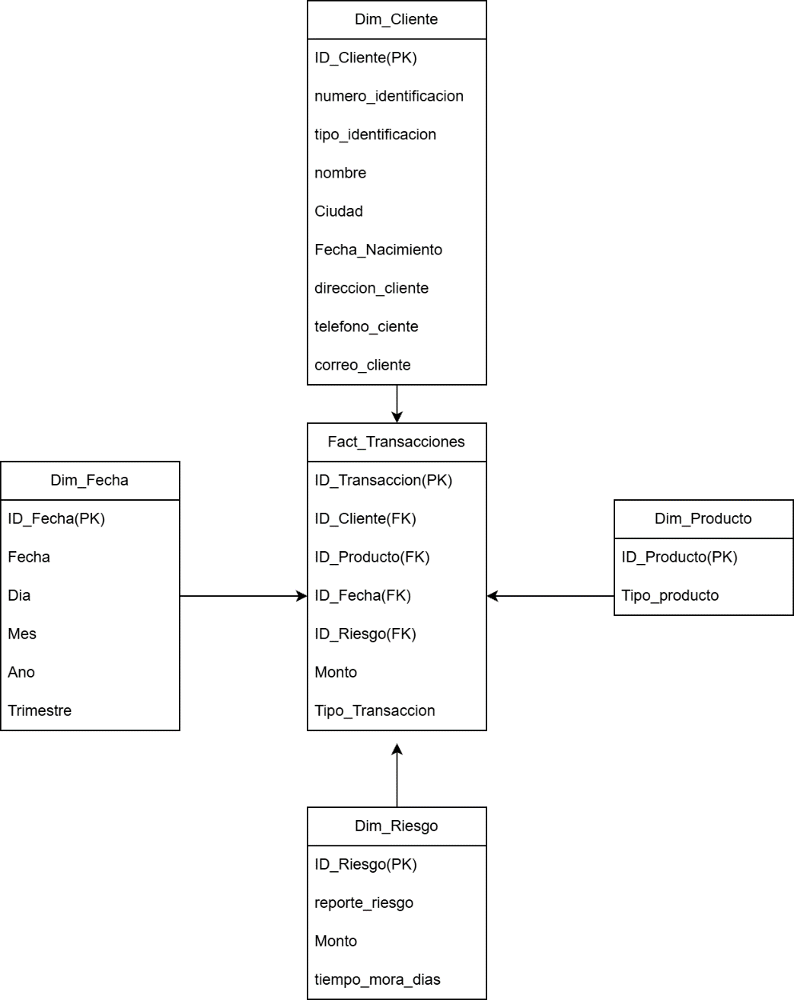 Dim_Cliente
ID_Cliente(PK)
numero_identificacion
tipo_identificacion
nombre
Ciudad
Fecha_Nacimiento
direccion_cliente
telefono_ciente
correo_cliente
Fact_Transacciones
ID_Transaccion(PK)
ID_Cliente(FK)
ID_Producto(FK)
ID_Fecha(FK)
ID_Riesgo(FK)
Monto
Tipo_Transaccion
Dim_Fecha
ID_Fecha(PK)
Fecha
Dia
Mes
Ano
Trimestre
Dim_Producto
ID_Producto(PK)
Tipo_producto
Dim_Riesgo
ID_Riesgo(PK)
reporte_riesgo
Monto
tiempo_mora_dias